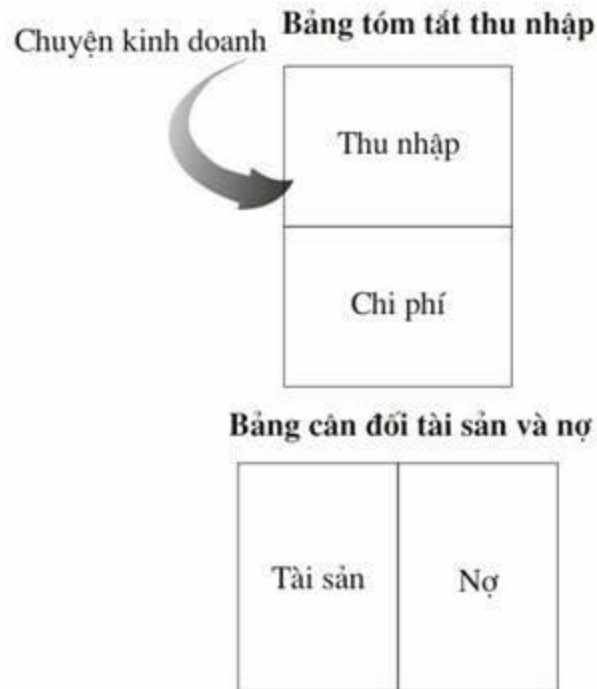 Chuyện kinh doanh
Bảng tóm tắt thu nhập
Thu nhập
Chi phí
Bảng cân đối tài sản và nợ
Tài sản
Nợ